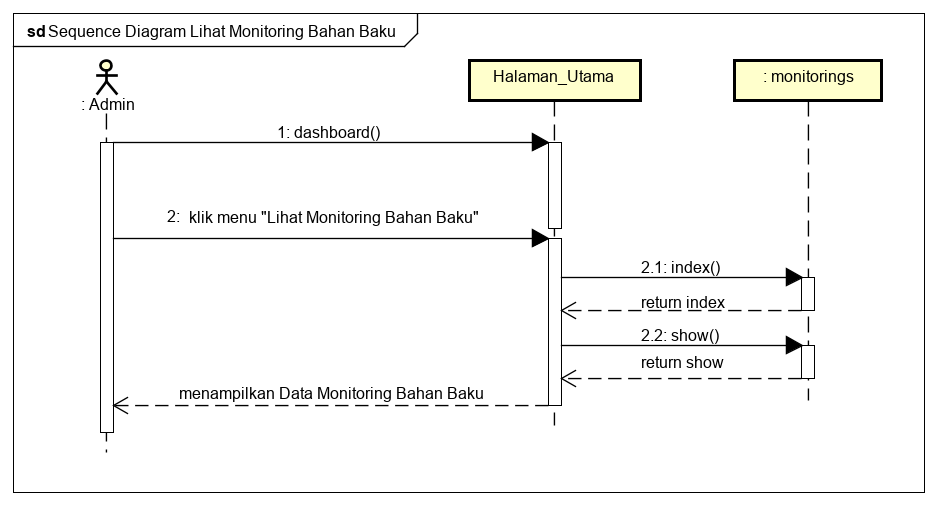 sd Sequence Diagram Lihat Monitoring Bahan Baku
: Admin
Halaman_Utama
: monitorings
1: dashboard()
2: klik menu "Lihat Monitoring Bahan Baku"
2.1: index()
return index
2.2: show()
return show
menampilkan Data Monitoring Bahan Baku